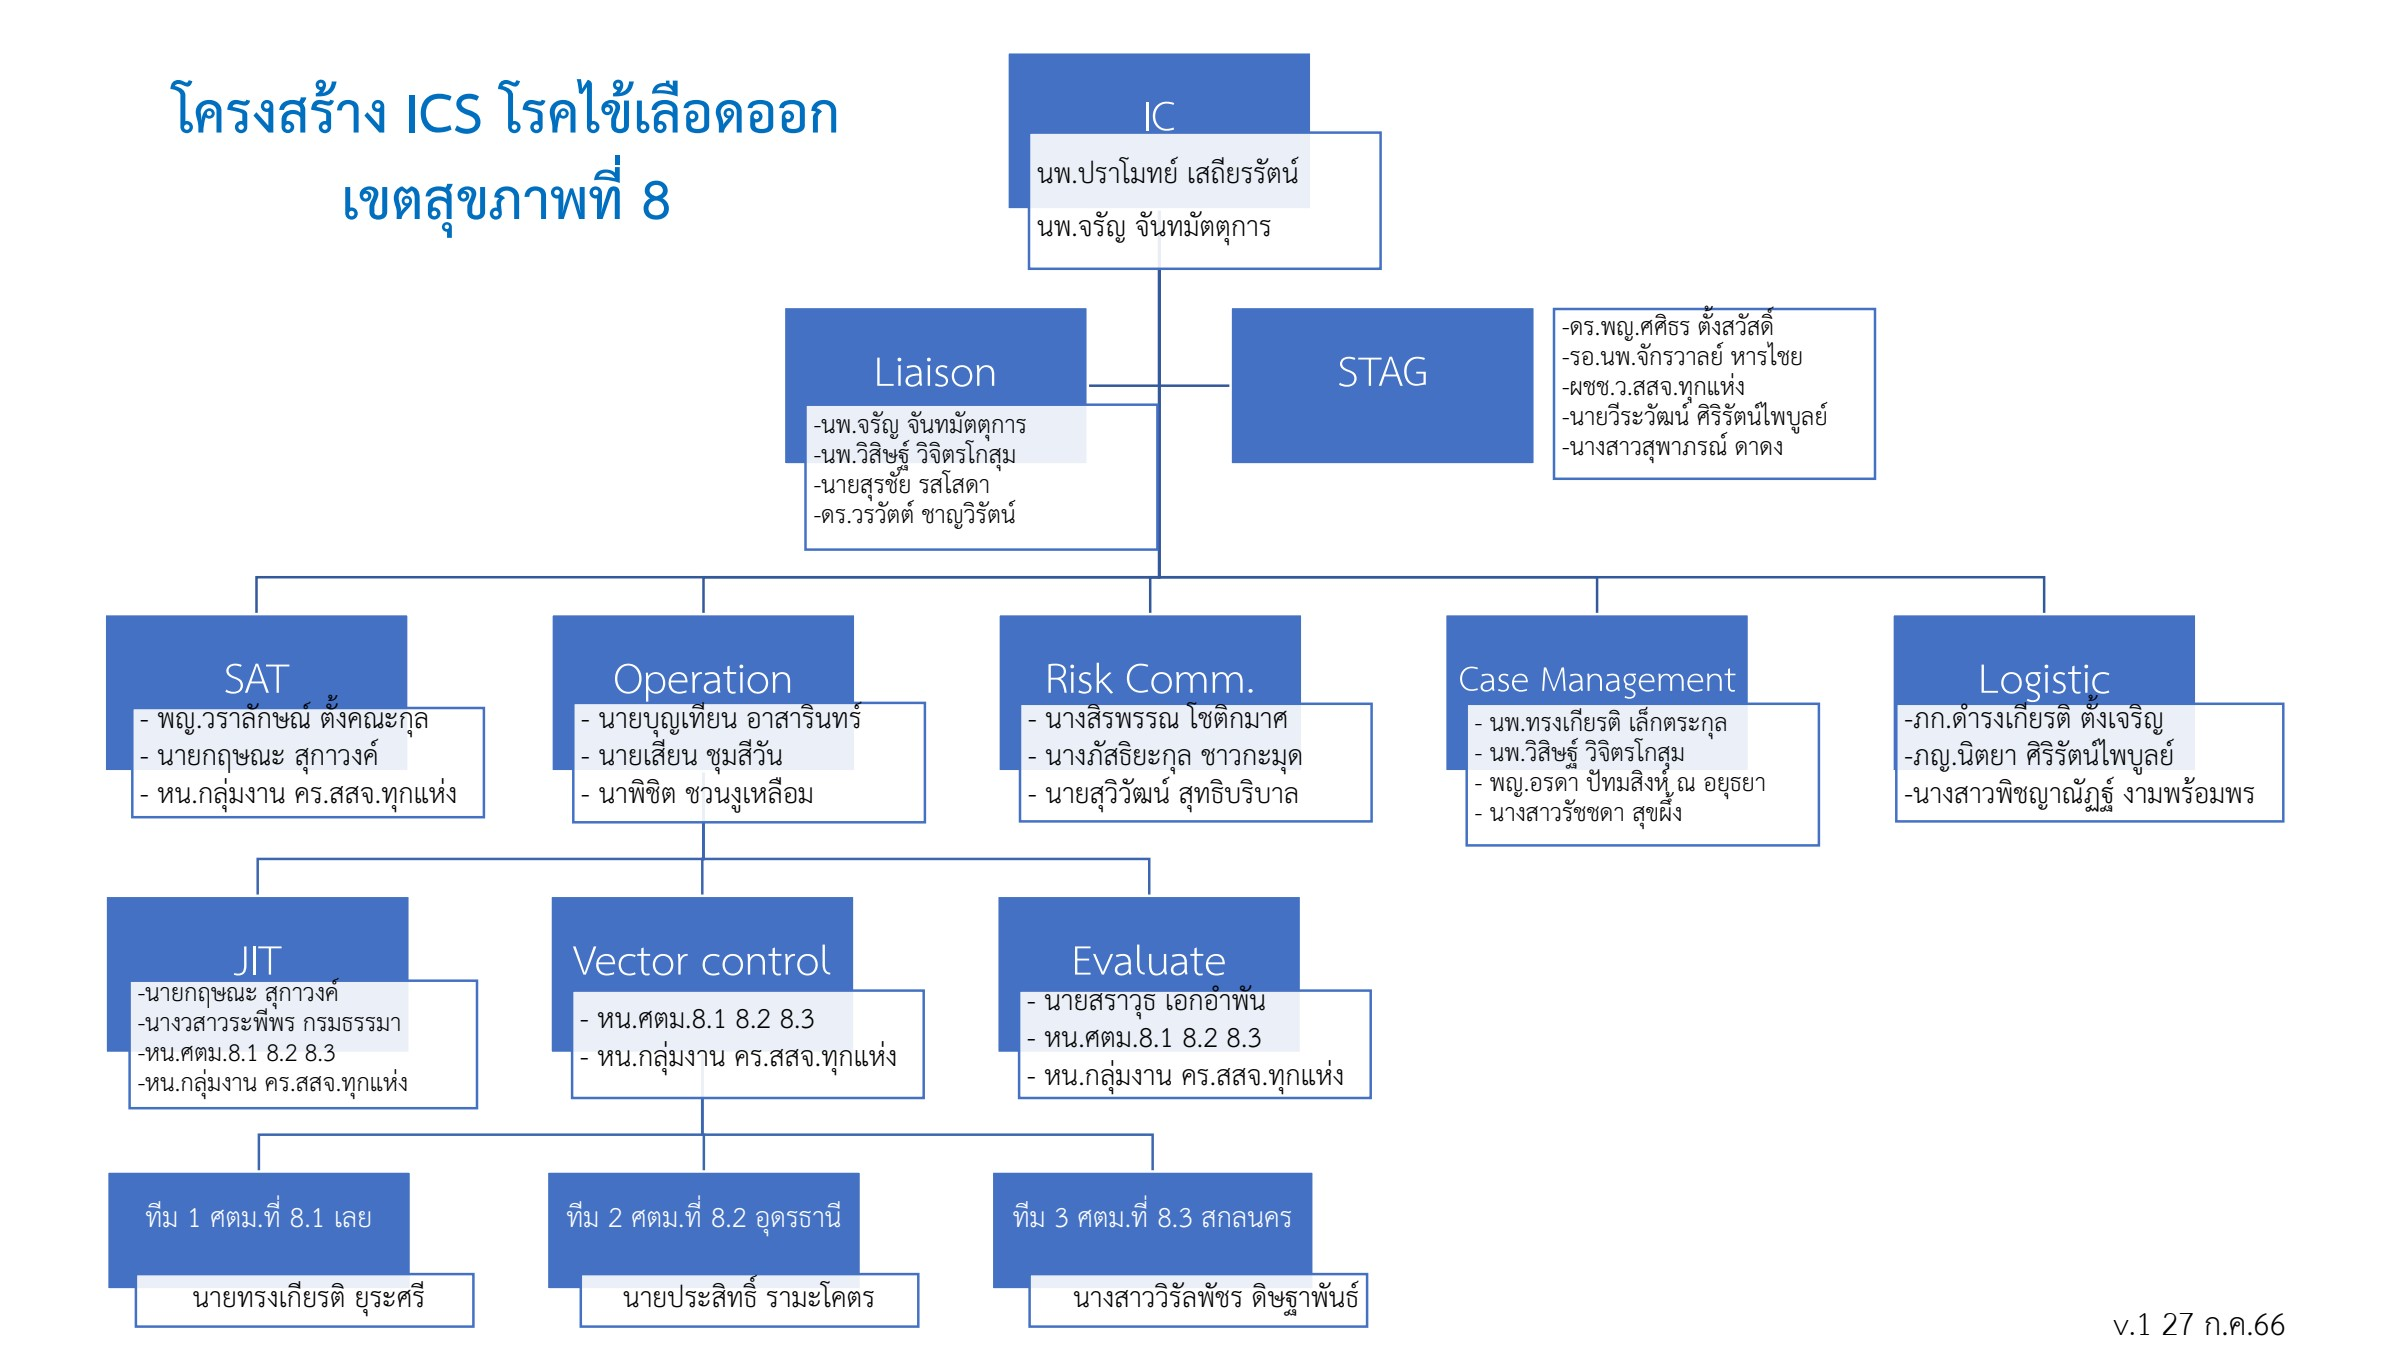 โครงสร้าง ICS โรคไข้เลือดออก
เขตสุขภาพที่ 8
IC
นพ.ปราโมทย์ เสถียรรัตน์
นพ.จรัญ จันทมัตตุการ
Liaison
-นพ.จรัญ จันทมัตตุการ
-นพ.วิสิษฐ์ วิจิตรโกสุม
-นายสุรชัย รสโสดา
-ดร.วรวัตต์ ชาญวิรัตน์
STAG
-ดร.พญ.ศศิธร ตั้งสวัสดิ์
-รอ.นพ.จักรวาลย์ หารไชย
-ผชช.ว.สสจ.ทุกแห่ง
-นายวีระวัฒน์ ศิริรัตน์ไพบูลย์
-นางสาวสุพาภรณ์ ดาดง
SAT
- พญ.วราลักษณ์ ตั้งคณะกุล
- นายกฤษณะ สุกาวงค์
- หน.กลุ่มงาน คร.สสจ.ทุกแห่ง
Operation
- นายบุญเทียน อาสารินทร์
- นายเสียน ชุมสีวัน
- นาพิชิต ชวนงูเหลือม
Risk Comm.
- นางสิรพรรณ โชติกมาศ
- นางภัสธิยะกุล ชาวกะมุด
- นายสุวิวัฒน์ สุทธิบริบาล
Case Management
- นพ.ทรงเกียรติ เล็กตระกุล
- นพ.วิสิษฐ์ วิจิตรโกสุม
- พญ.อรดา ปัทมสิงห์ ณ อยุธยา
- นางสาวรัชชดา สุขผึ้ง
Logistic
-ภก.ดำรงเกียรติ ตั้งเจริญ
-ภญ.นิตยา ศิริรัตน์ไพบูลย์
-นางสาวพิชญาณัฏฐ์ งามพร้อมพร
JIT
-นายกฤษณะ สุกาวงค์
-นางวสาวระพีพร กรมธรรมา
-หน.ศตม.8.1 8.2 8.3
-หน.กลุ่มงาน คร.สสจ.ทุกแห่ง
Vector control
- หน.ศตม.8.1 8.2 8.3
- หน.กลุ่มงาน คร.สสจ.ทุกแห่ง
Evaluate
- นายสราวุธ เอกอำพัน
- หน.ศตม.8.1 8.2 8.3
- หน.กลุ่มงาน คร.สสจ.ทุกแห่ง
ทีม 1 ศตม.ที่ 8.1 เลย
นายทรงเกียรติ ยุระศรี
ทีม 2 ศตม.ที่ 8.2 อุดรธานี
นายประสิทธิ์ รามะโคตร
ทีม 3 ศตม.ที่ 8.3 สกลนคร
นางสาววิรัลพัชร ดิษฐาพันธ์
v.1 27 ก.ค.66